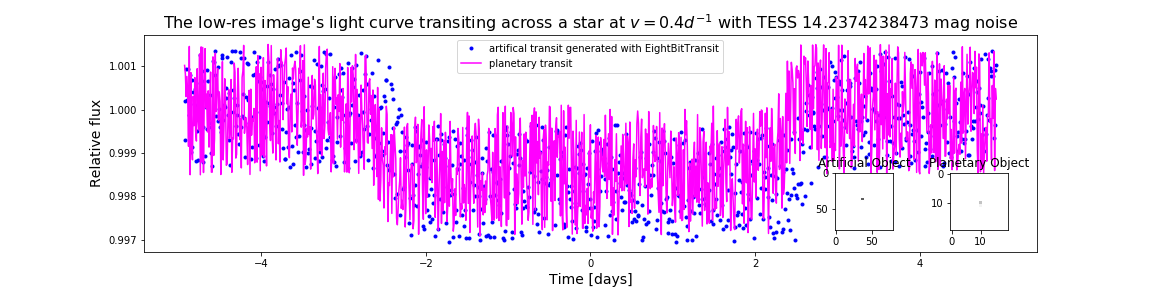 The low-res image's light curve transiting across a star at v = 0.4d⁻¹ with TESS 14.2374238473 mag noise
artifical transit generated with EightBitTransit
planetary transit
Relative flux
1.001
1.000
0.999
0.998
0.997
Artificial Object
0
50
0 50
Planetary Object
0
10
0 10
−4 −2 0 2 4
Time [days]